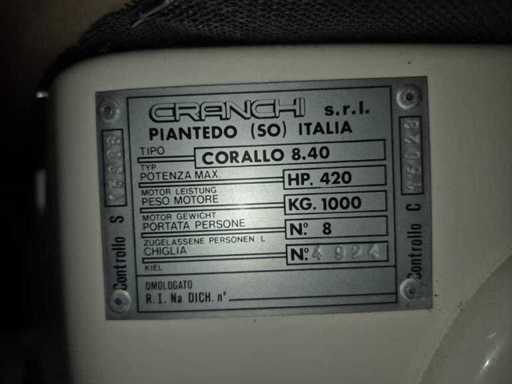 CRANCHI s.r.l.
PIANTEDO (SO) ITALIA
TIPO CORALLO 8.40
TYP
POTENZA MAX. HP. 420
MOTOR LEISTUNG
PESO MOTORE KG. 1000
MOTOR GEWICHT
PORTATA PERSONE N.º 8
ZUGELASSENE PERSONEN L
CHIGLIA N.º 4924
KIEL
OMOLOGATO
R. I. Na DICH. n°
Controllo S
Controllo C